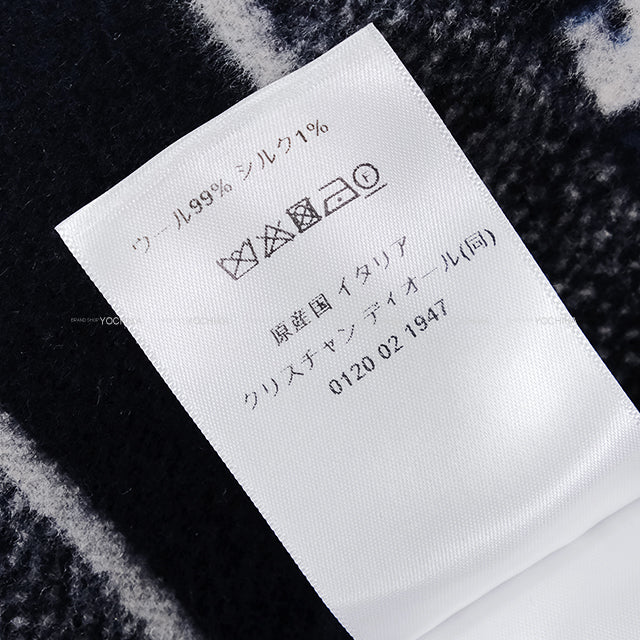 ウール99% シルク1%
F
原産国 イタリア
クリスチャン ディオール(同)
0120 02 1947